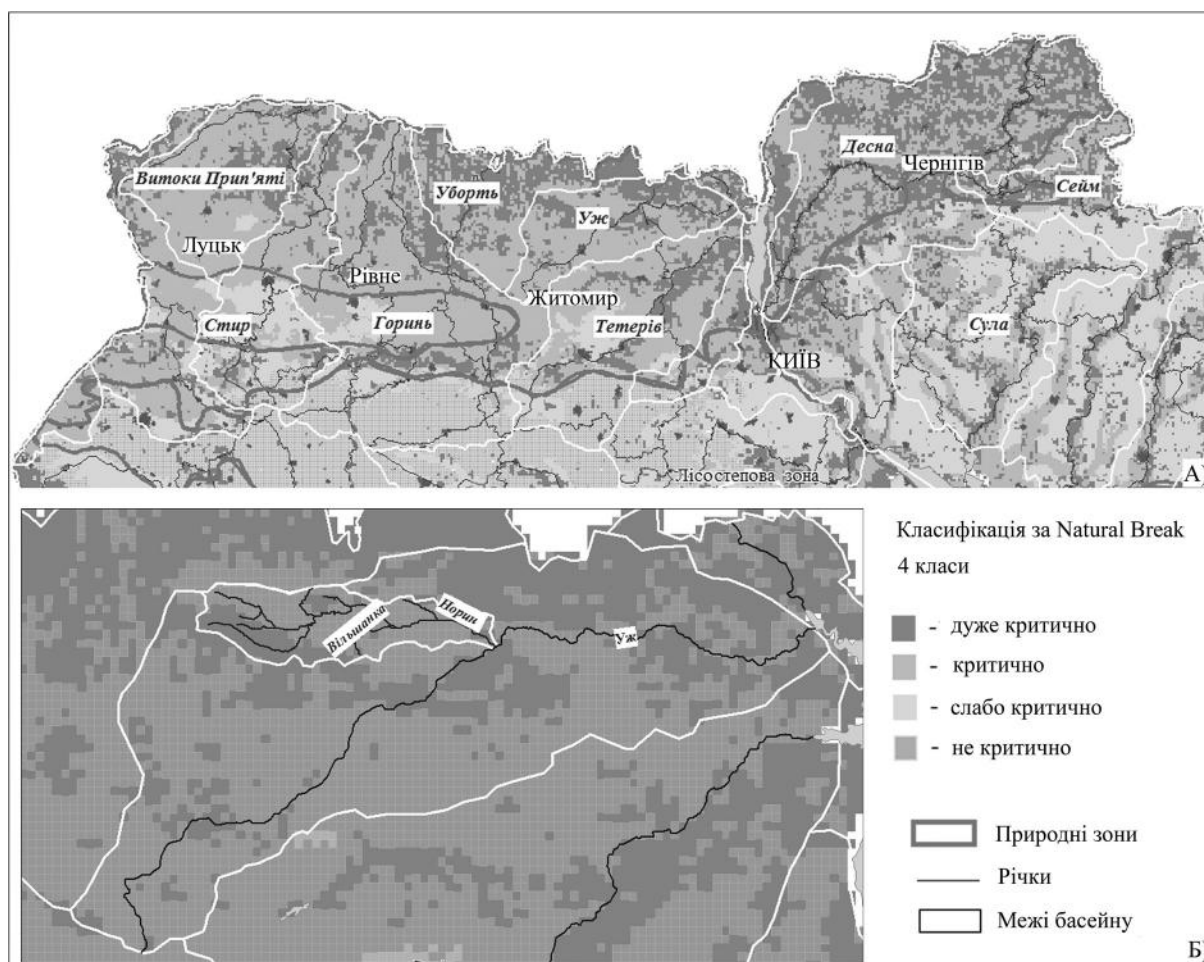 Десна
Чернігів
Витоки Прип'яті
Уборть
Сейм
Уж
Луцьк
Рівне
Житомир
Стир
Горинь
Тетерів
Сула
КИЇВ
Лісостепова зона
А)
Класифікація за Natural Break
4 класи
Норин
Вільшанка
Уж
- дуже критично
- критично
- слабо критично
- не критично
Природні зони
Річки
Межі басейну
Б)